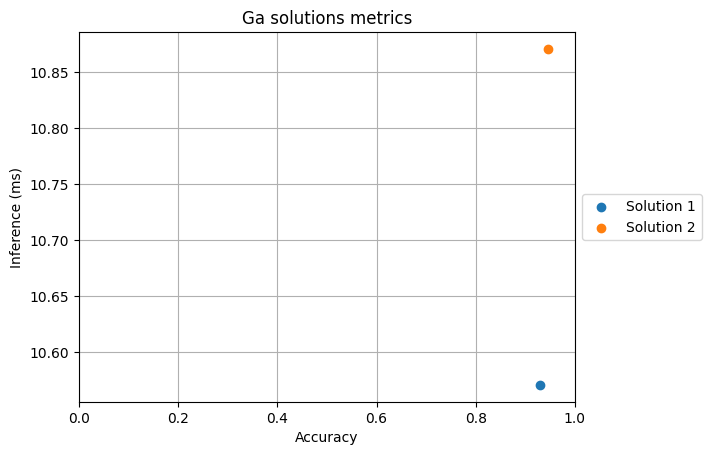 Ga solutions metrics
Inference (ms)
10.85
10.80
10.75
10.70
10.65
10.60
0.0 0.2 0.4 0.6 0.8 1.0
Accuracy
Solution 1
Solution 2